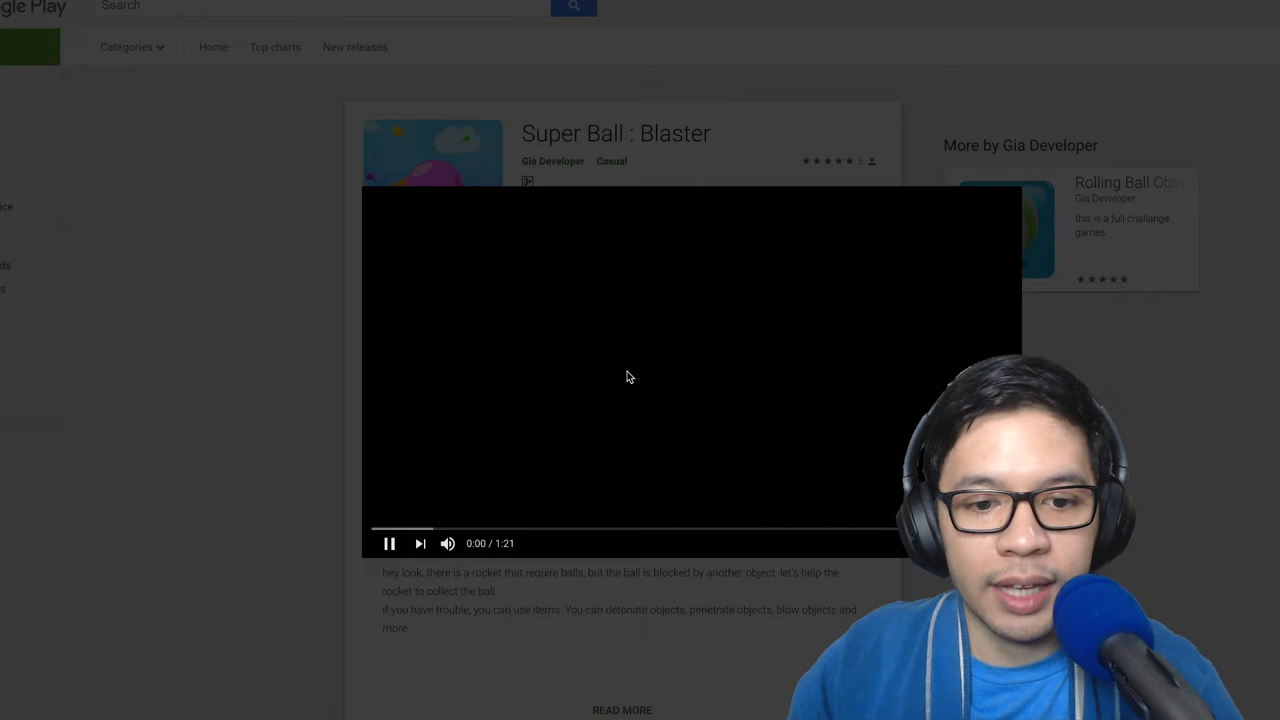 gle Play
Search
Categories
Home
Top charts
New releases
Super Ball : Blaster
Gia Developer
Casual
5
3+
More by Gia Developer
Rolling Ball Obs
Gia Developer
this is a full challange
games
ice
ds
s
0:00 / 1:21
hey look, there is a rocket that require balls, but the ball is blocked by another object. let's help the
rocket to collect the ball.
if you have trouble, you can use items. You can detonate objects, penetrate objects, blow objects and
more.
READ MORE